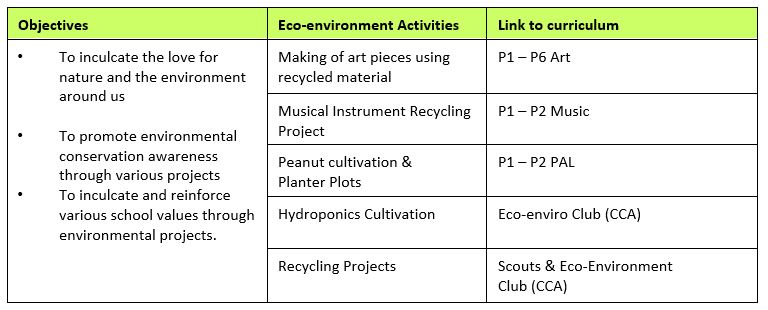 Objectives
Eco-environment Activities
Link to curriculum
• To inculcate the love for
nature and the environment
around us
• To promote environmental
conservation awareness
through various projects
• To inculcate and reinforce
various school values through
environmental projects.
Making of art pieces using
recycled material
P1 – P6 Art
Musical Instrument Recycling
Project
P1 – P2 Music
Peanut cultivation &
Planter Plots
P1 – P2 PAL
Hydroponics Cultivation
Eco-enviro Club (CCA)
Recycling Projects
Scouts & Eco-Environment
Club (CCA)